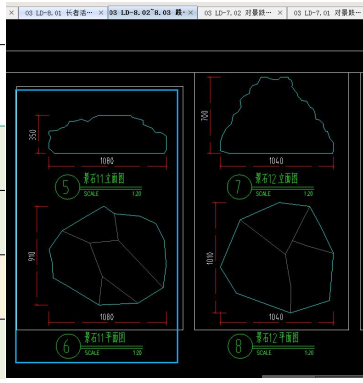 03 LD-8.01 长者活··· × 03 LD-8.02~8.03 跌· × 03 LD-7.02 对景跌··· × 03 LD-7.01 对景跌···
350
1080
5 景石11立面图
SCALE 1:20
700
1040
7 景石12立面图
SCALE 1:20
910
1080
6 景石11平面图
SCALE 1:20
1010
1040
8 景石12平面图
SCALE 1:20